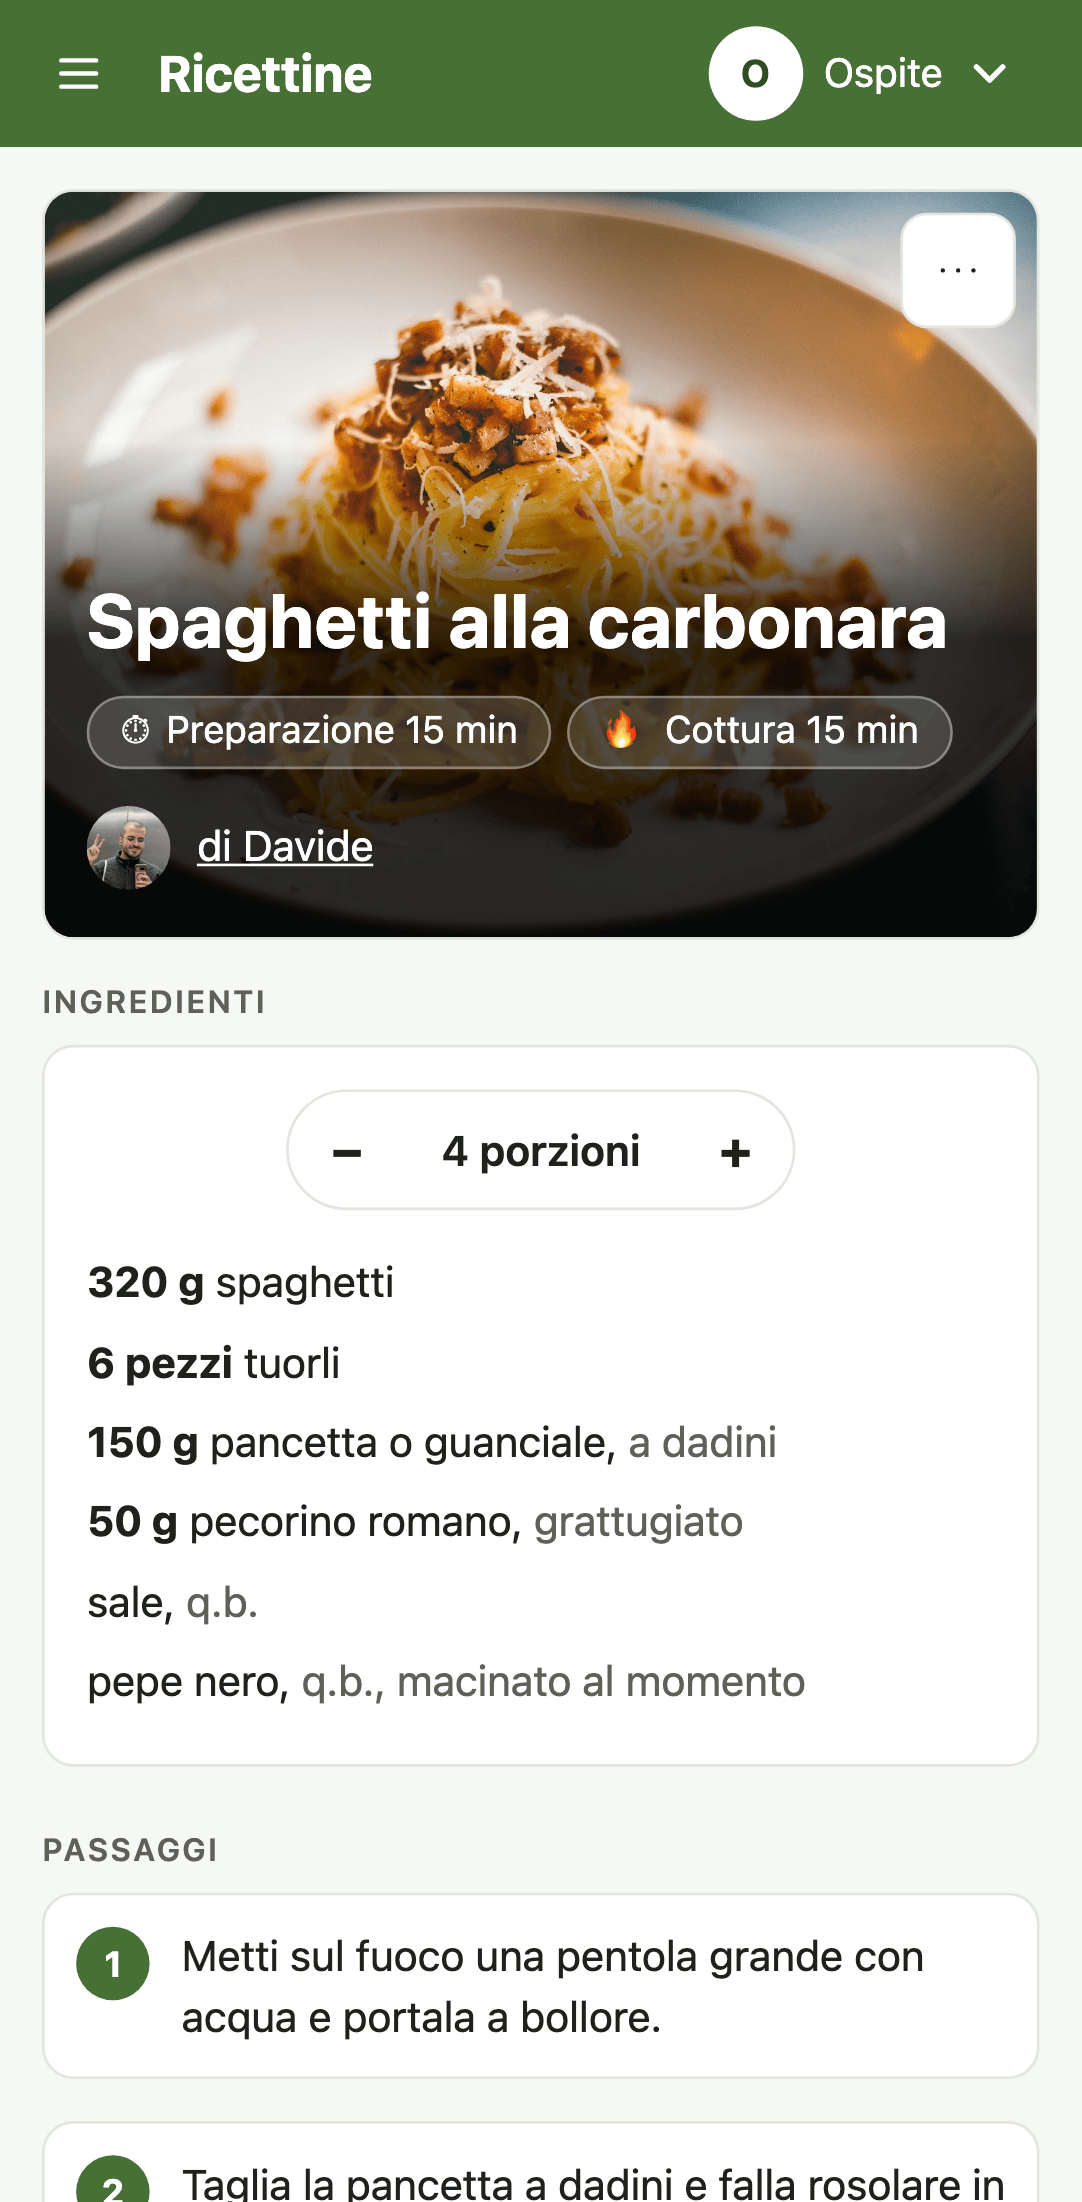 Ricettine
O Ospite
...
Spaghetti alla carbonara
⏱ Preparazione 15 min
🔥 Cottura 15 min
di Davide
INGREDIENTI
− 4 porzioni +
320 g spaghetti
6 pezzi tuorli
150 g pancetta o guanciale, a dadini
50 g pecorino romano, grattugiato
sale, q.b.
pepe nero, q.b., macinato al momento
PASSAGGI
1 Metti sul fuoco una pentola grande con
acqua e portala a bollore.
2 Taglia la pancetta a dadini e falla rosolare in